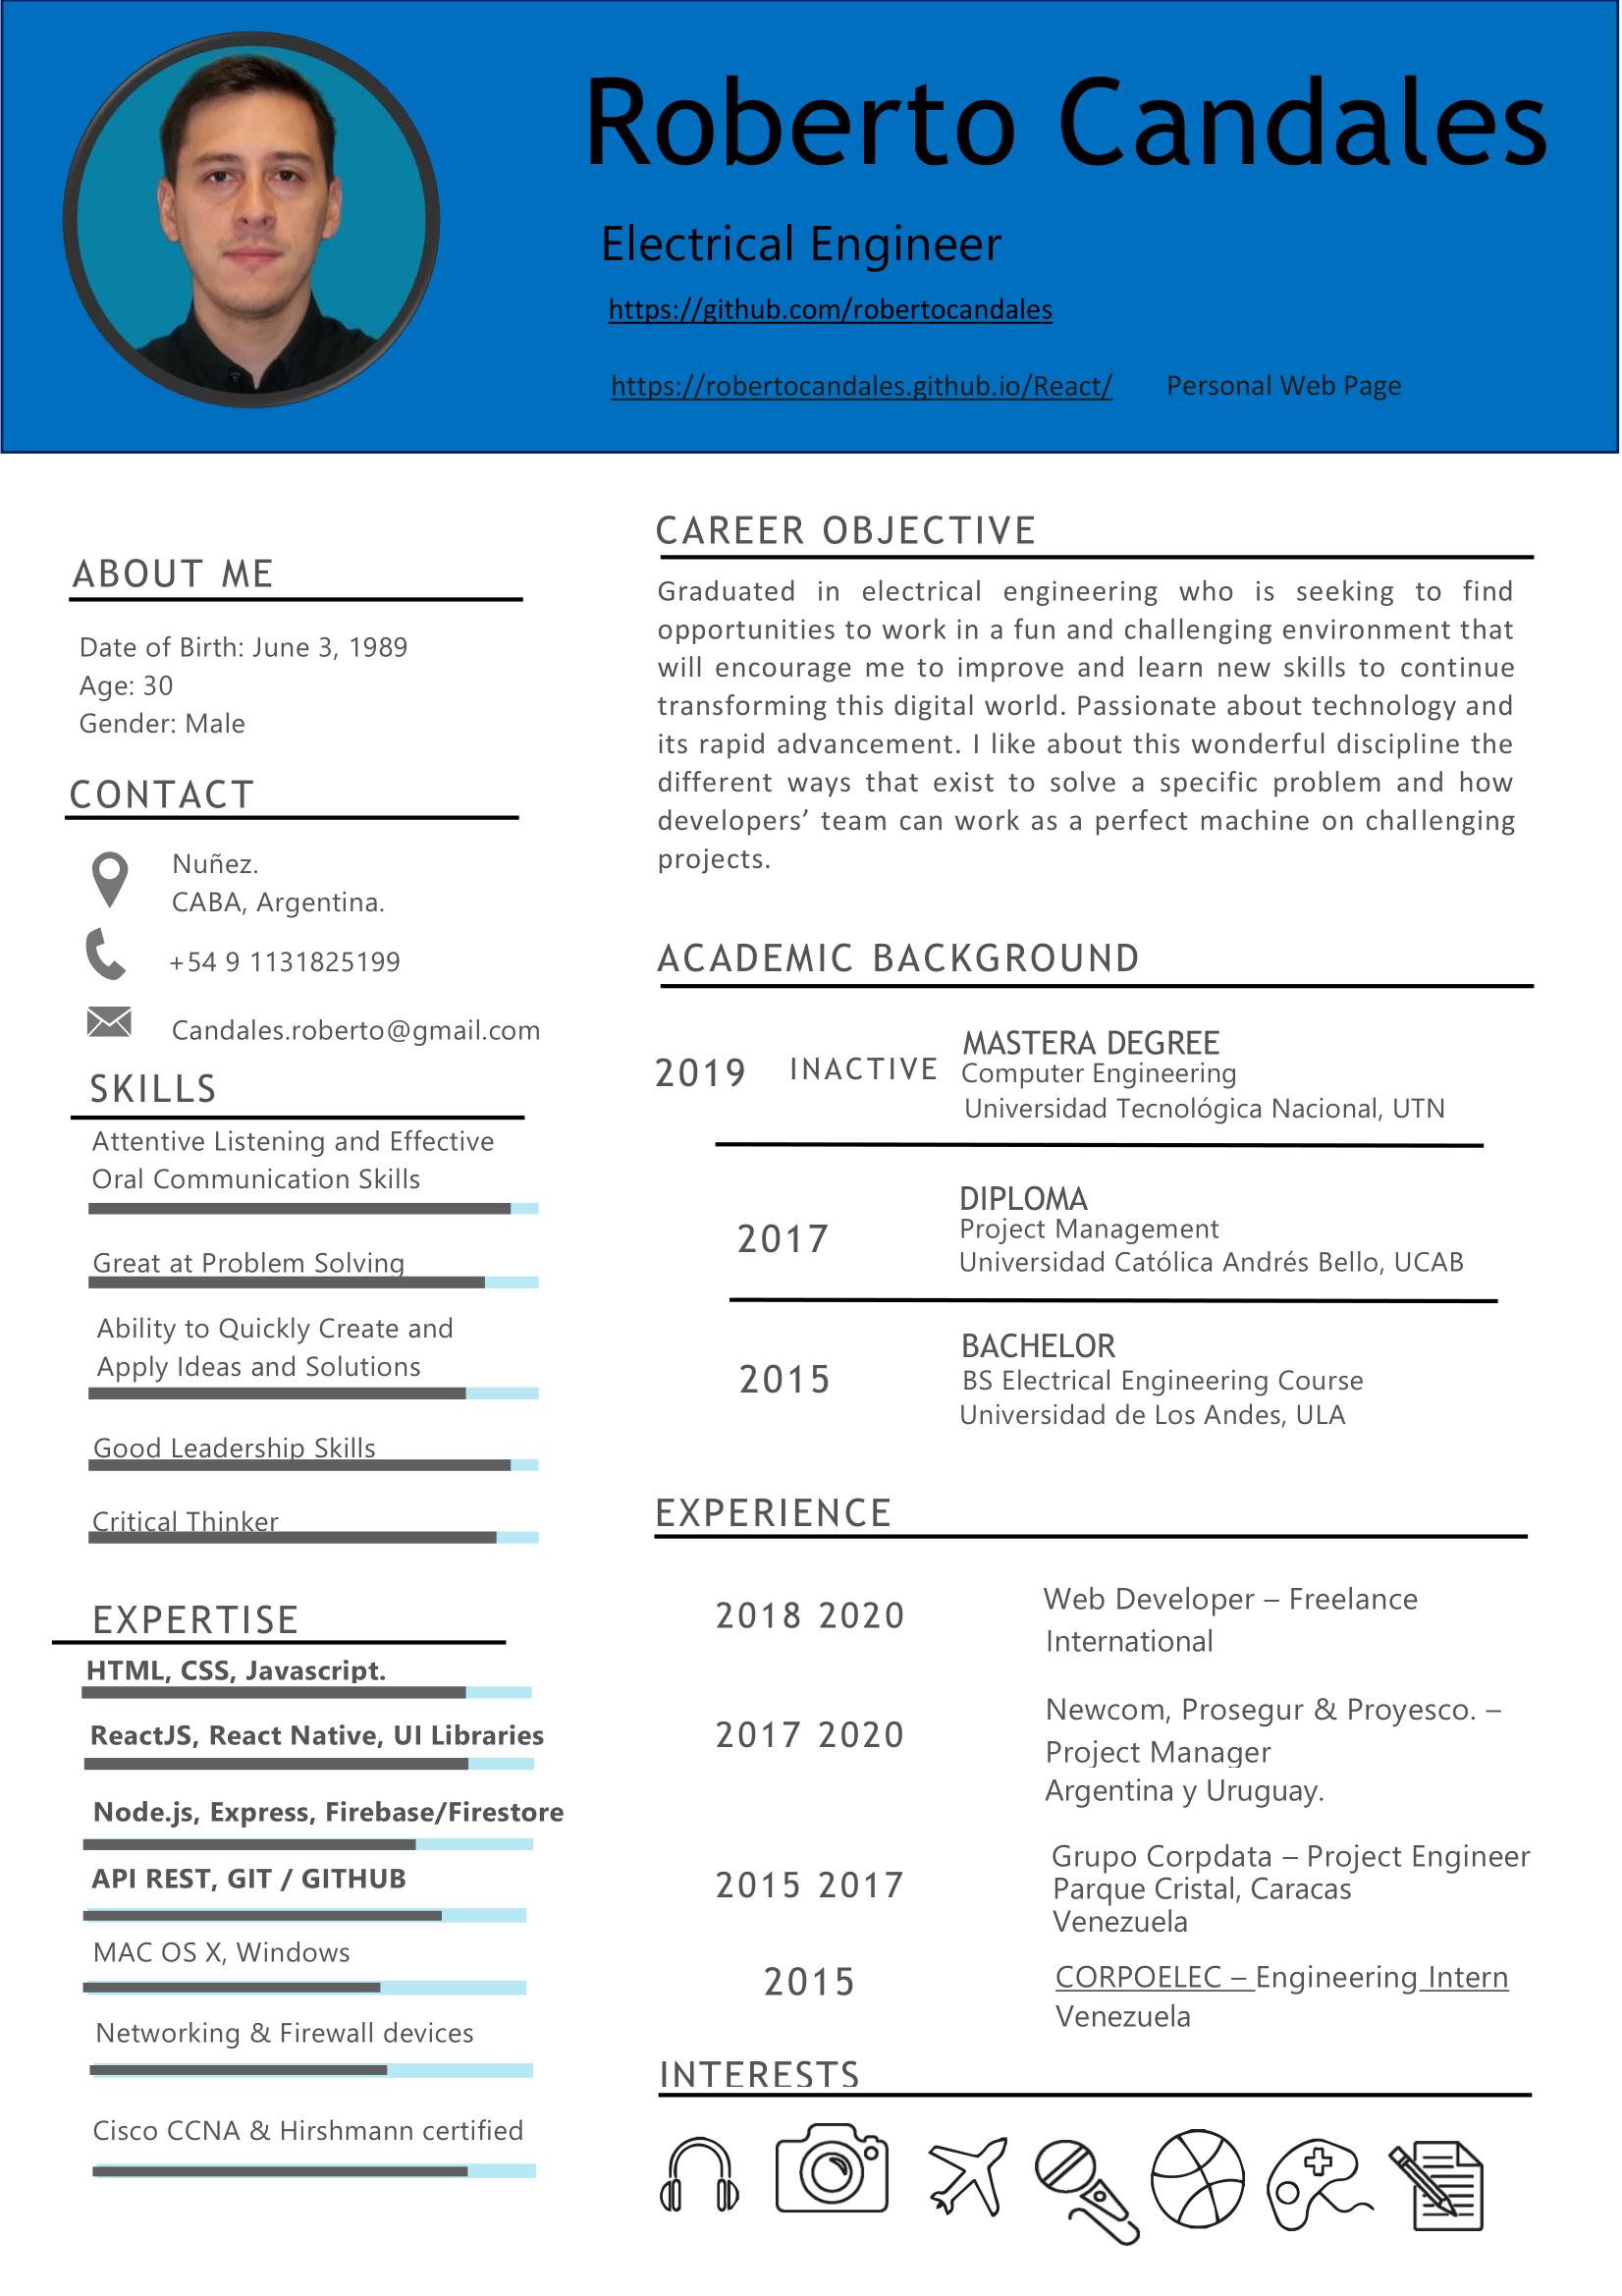 Roberto Candales
Electrical Engineer
https://github.com/robertocandales
https://robertocandales.github.io/React/ Personal Web Page
ABOUT ME
Date of Birth: June 3, 1989
Age: 30
Gender: Male
CONTACT
Nuñez.
CABA, Argentina.
+54 9 1131825199
Candales.roberto@gmail.com
SKILLS
Attentive Listening and Effective
Oral Communication Skills
Great at Problem Solving
Ability to Quickly Create and
Apply Ideas and Solutions
Good Leadership Skills
Critical Thinker
EXPERTISE
HTML, CSS, Javascript.
ReactJS, React Native, UI Libraries
Node.js, Express, Firebase/Firestore
API REST, GIT / GITHUB
MAC OS X, Windows
Networking & Firewall devices
Cisco CCNA & Hirshmann certified
CAREER OBJECTIVE
Graduated in electrical engineering who is seeking to find
opportunities to work in a fun and challenging environment that
will encourage me to improve and learn new skills to continue
transforming this digital world. Passionate about technology and
its rapid advancement. I like about this wonderful discipline the
different ways that exist to solve a specific problem and how
developers’ team can work as a perfect machine on challenging
projects.
ACADEMIC BACKGROUND
2019 INACTIVE
MASTERA DEGREE
Computer Engineering
Universidad Tecnológica Nacional, UTN
2017
DIPLOMA
Project Management
Universidad Católica Andrés Bello, UCAB
2015
BACHELOR
BS Electrical Engineering Course
Universidad de Los Andes, ULA
EXPERIENCE
2018 2020
Web Developer – Freelance
International
2017 2020
Newcom, Prosegur & Proyesco. –
Project Manager
Argentina y Uruguay.
2015 2017
Grupo Corpdata – Project Engineer
Parque Cristal, Caracas
Venezuela
2015
CORPOELEC – Engineering Intern
Venezuela
INTERESTS